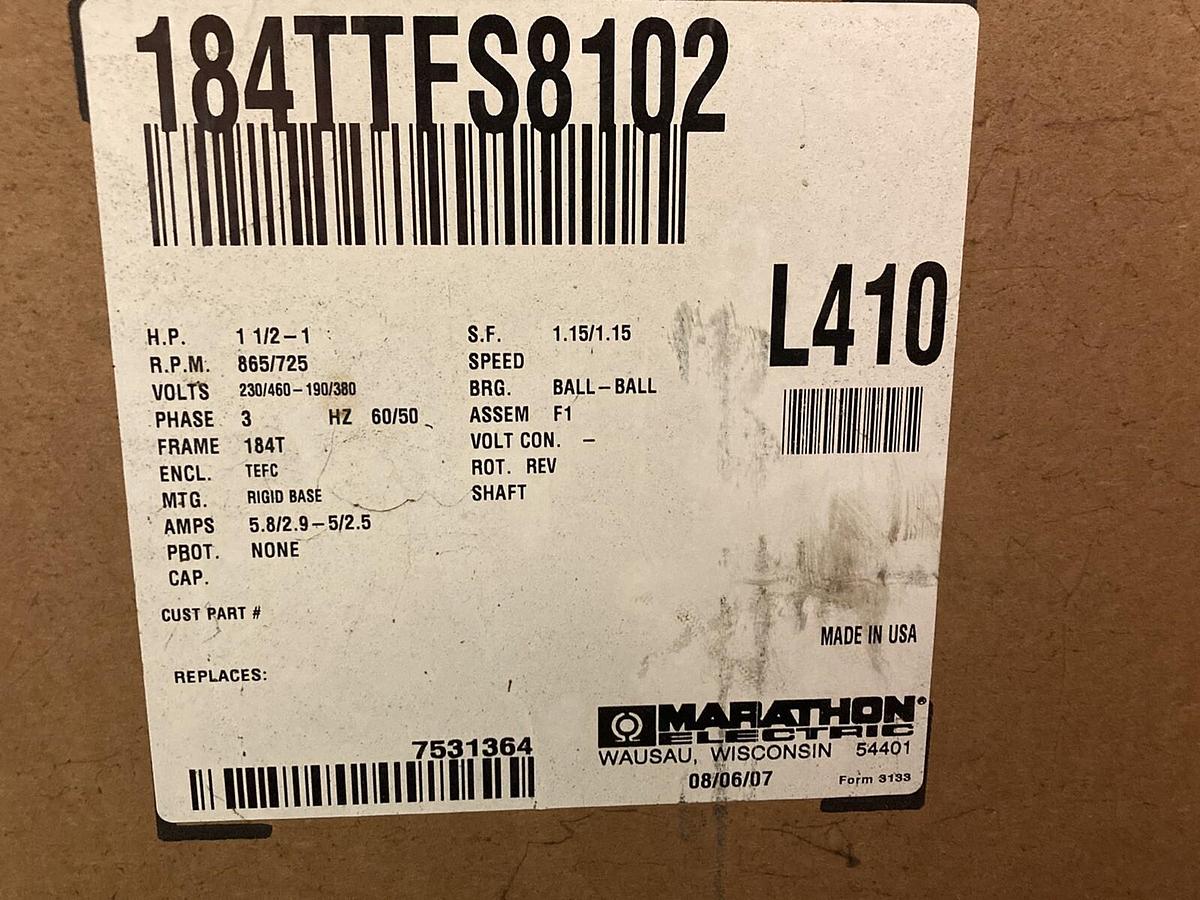 184TTFS8102
L410
H.P. 1 1/2-1
R.P.M. 865/725
VOLTS 230/460-190/380
PHASE 3 HZ 60/50
FRAME 184T
ENCL. TEFC
MTG. RIGID BASE
AMPS 5.8/2.9-5/2.5
PROT. NONE
CAP.
S.F. 1.15/1.15
SPEED
BRG. BALL-BALL
ASSEM F1
VOLT CON. -
ROT. REV
SHAFT
CUST PART #
REPLACES:
MADE IN USA
7531364
MARATHON®
ELECTRIC
WAUSAU, WISCONSIN 54401
08/06/07 Form 3133